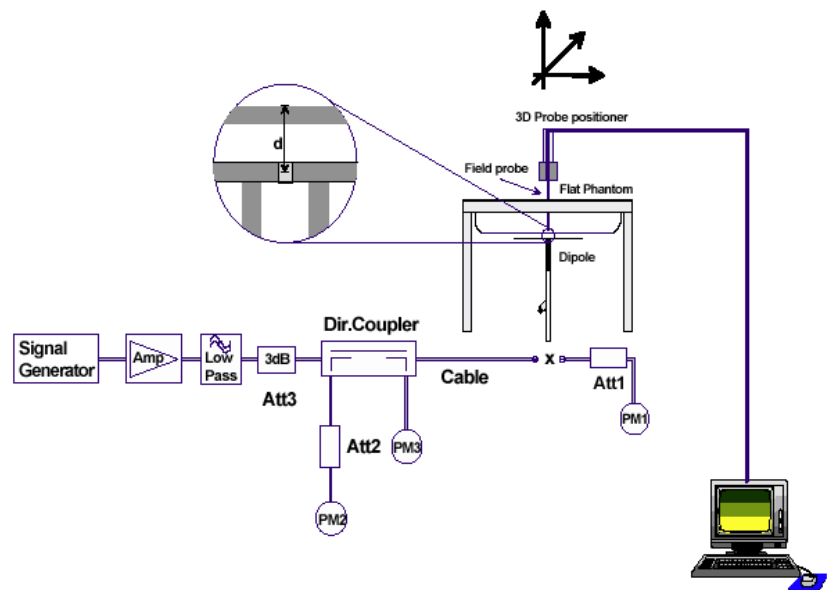 3D Probe positioner
d
Field probe
Flat Phantom
Dipole
Signal
Generator
Amp
Low
Pass
3dB
Att3
Dir.Coupler
Cable
X
Att1
PM1
Att2
PM3
PM2